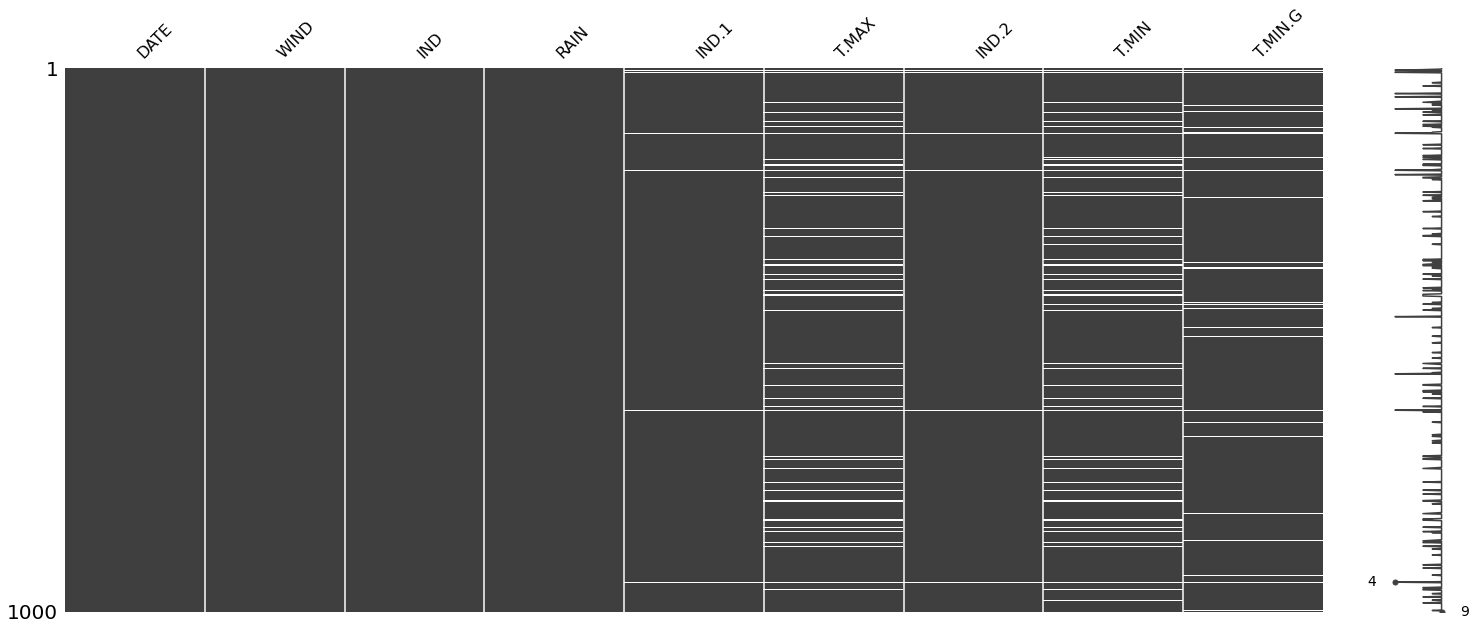 DATE WIND IND RAIN IND.1 T.MAX IND.2 T.MIN T.MIN.G
1
4
1000 9